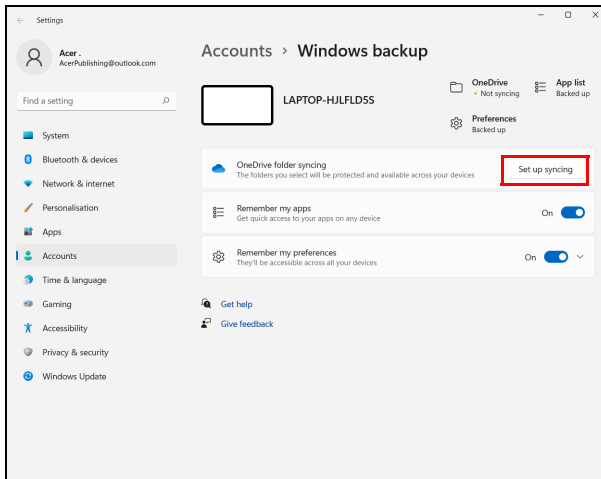 Settings
Acer .
AcerPublishing@outlook.com
Find a setting
System
Bluetooth & devices
Network & internet
Personalisation
Apps
Accounts
Time & language
Gaming
Accessibility
Privacy & security
Windows Update
Accounts > Windows backup
LAPTOP-HJLFLD5S
OneDrive
Not syncing
App list
Backed up
Preferences
Backed up
OneDrive folder syncing
The folders you select will be protected and available across your devices
Set up syncing
Remember my apps
Get quick access to your apps on any device
On
Remember my preferences
They'll be accessible across all your devices
On
Get help
Give feedback